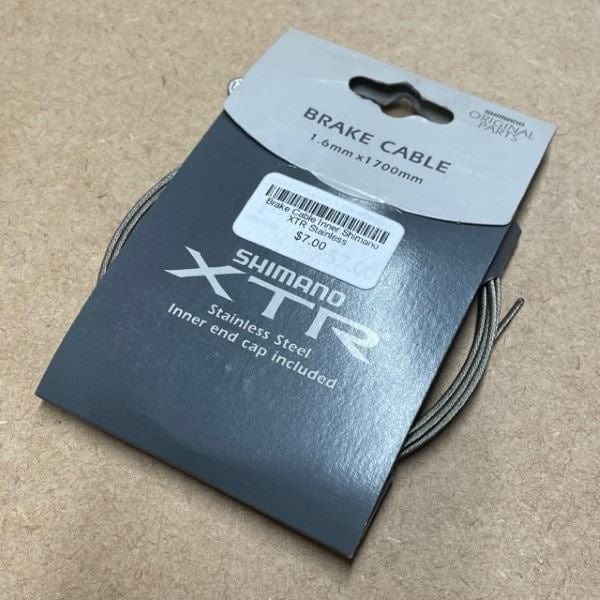 BRAKE CABLE
1.6mm x 1700mm
SHIMANO
ORIGINAL
PARTS
Brake Cable Inner Shimano
XTR Stainless
$7.00
SHIMANO
XTR
Stainless Steel
Inner end cap included